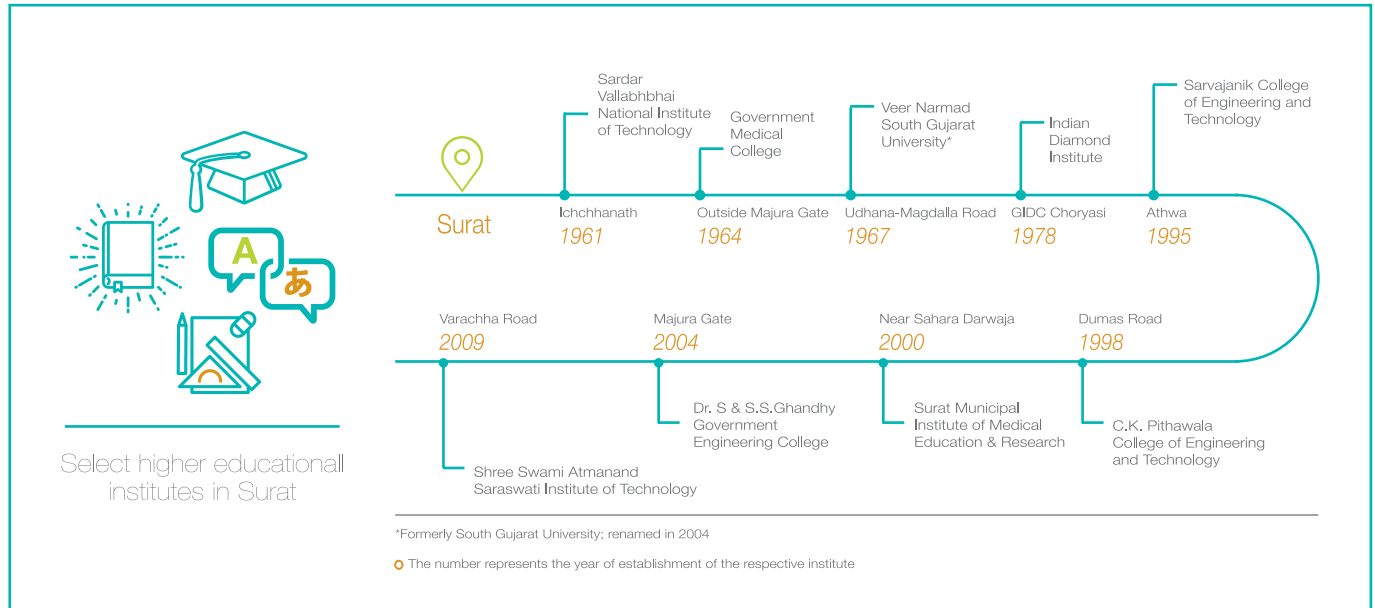 Sardar
Vallabhbhai
National Institute
of Technology
Government
Medical
College
Veer Narmad
South Gujarat
University*
Indian
Diamond
Institute
Sarvajanik College
of Engineering and
Technology
Surat
Ichchhanath
1961
Outside Majura Gate
1964
Udhana-Magdalla Road
1967
GIDC Choryasi
1978
Athwa
1995
A
あ
Varachha Road
2009
Majura Gate
2004
Near Sahara Darwaja
2000
Dumas Road
1998
Shree Swami Atmanand
Saraswati Institute of Technology
Dr. S & S.S.Ghandhy
Government
Engineering College
Surat Municipal
Institute of Medical
Education & Research
C.K. Pithawala
College of Engineering
and Technology
Select higher educationall
institutes in Surat
*Formerly South Gujarat University; renamed in 2004
The number represents the year of establishment of the respective institute